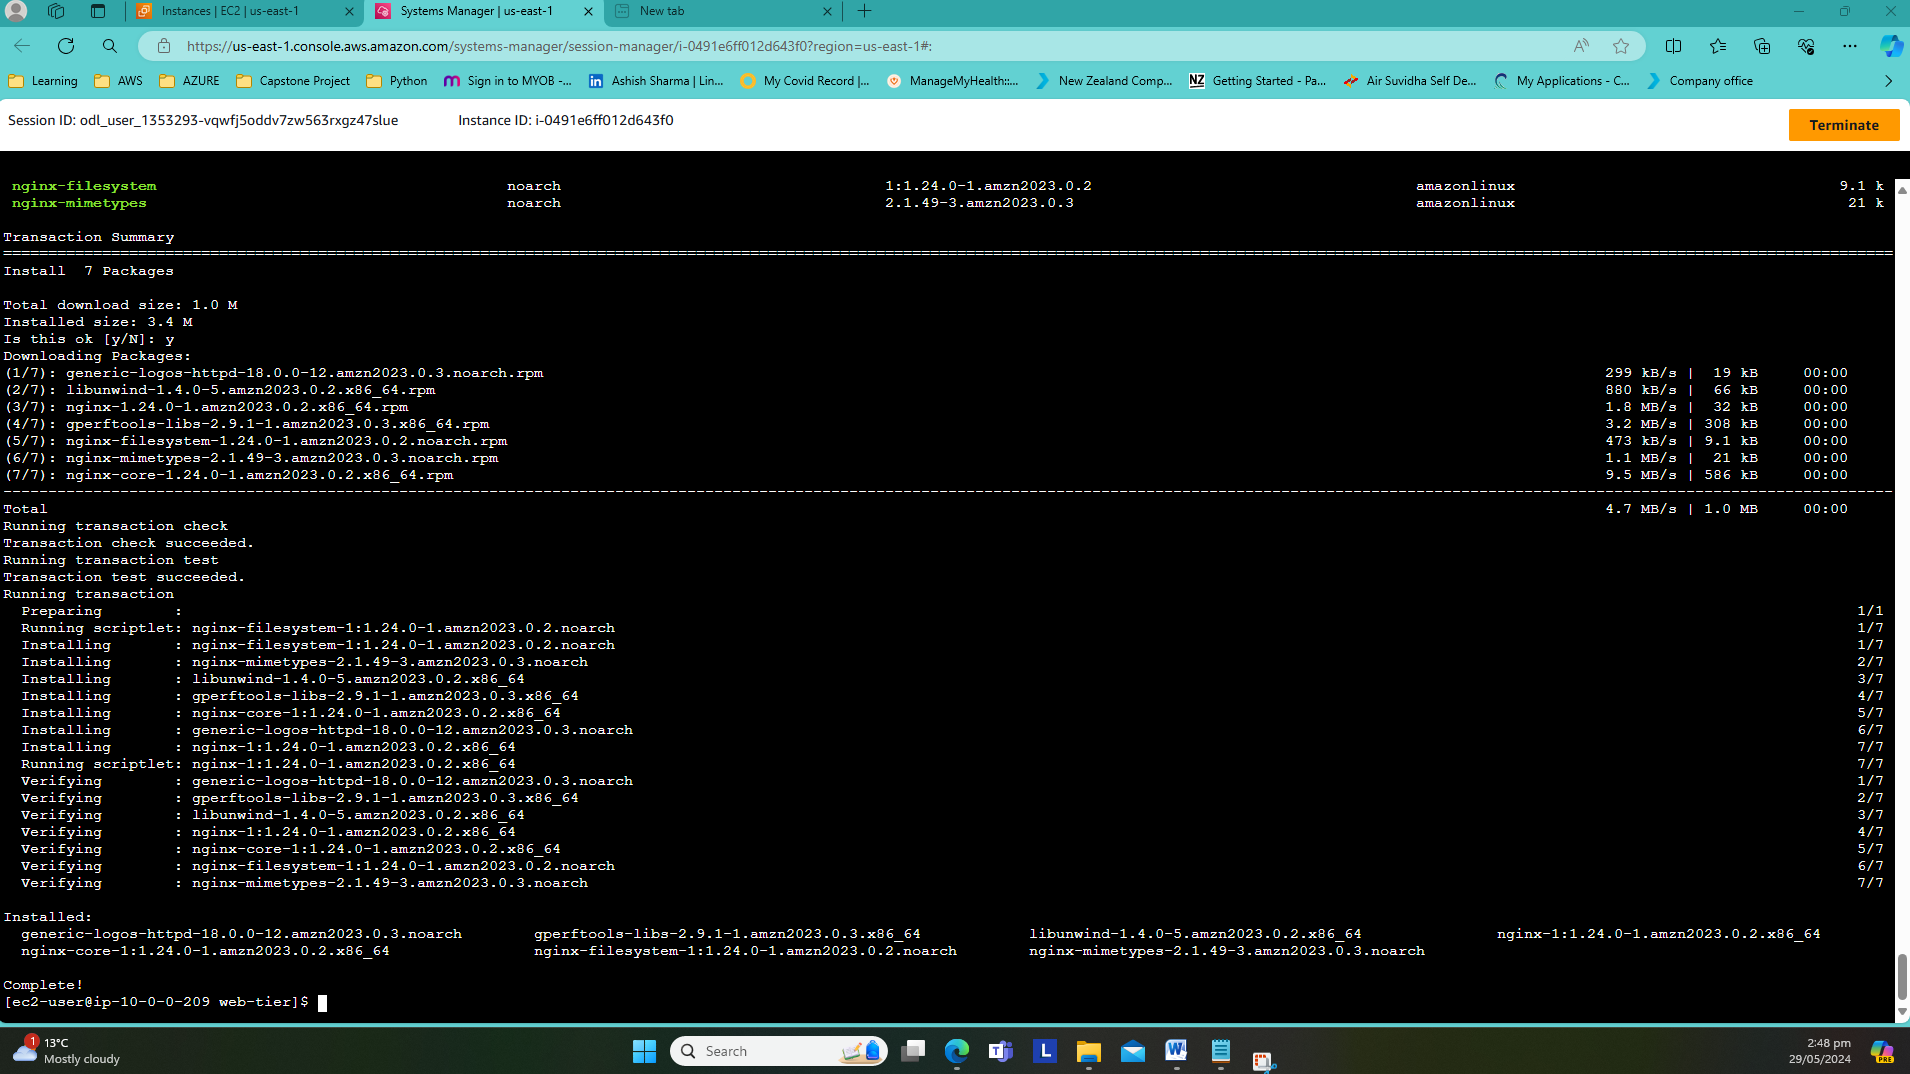 Instances | EC2 | us-east-1
Systems Manager | us-east-1
New tab
https://us-east-1.console.aws.amazon.com/systems-manager/session-manager/i-0491e6ff012d643f0?region=us-east-1#:
Learning AWS AZURE Capstone Project Python Sign in to MYOB -... Ashish Sharma | Lin... My Covid Record |... ManageMyHealth::... New Zealand Comp... NZ Getting Started - Pa... Air Suvidha Self De... My Applications - C... Company office
Session ID: odl_user_1353293-vqwfj5oddv7zw563rxgz47slue Instance ID: i-0491e6ff012d643f0 Terminate
nginx-filesystem noarch 1:1.24.0-1.amzn2023.0.2 amazonlinux 9.1 k
nginx-mimetypes noarch 2.1.49-3.amzn2023.0.3 amazonlinux 21 k
Transaction Summary
Install 7 Packages
Total download size: 1.0 M
Installed size: 3.4 M
Is this ok [y/N]: y
Downloading Packages:
(1/7): generic-logos-httpd-18.0.0-12.amzn2023.0.3.noarch.rpm 299 kB/s | 19 kB 00:00
(2/7): libunwind-1.4.0-5.amzn2023.0.2.x86_64.rpm 880 kB/s | 66 kB 00:00
(3/7): nginx-1.24.0-1.amzn2023.0.2.x86_64.rpm 1.8 MB/s | 32 kB 00:00
(4/7): gperftools-libs-2.9.1-1.amzn2023.0.3.x86_64.rpm 3.2 MB/s | 308 kB 00:00
(5/7): nginx-filesystem-1.24.0-1.amzn2023.0.2.noarch.rpm 473 kB/s | 9.1 kB 00:00
(6/7): nginx-mimetypes-2.1.49-3.amzn2023.0.3.noarch.rpm 1.1 MB/s | 21 kB 00:00
(7/7): nginx-core-1.24.0-1.amzn2023.0.2.x86_64.rpm 9.5 MB/s | 586 kB 00:00
Total 4.7 MB/s | 1.0 MB 00:00
Running transaction check
Transaction check succeeded.
Running transaction test
Transaction test succeeded.
Running transaction
Preparing : 1/1
Running scriptlet: nginx-filesystem-1:1.24.0-1.amzn2023.0.2.noarch 1/7
Installing : nginx-filesystem-1:1.24.0-1.amzn2023.0.2.noarch 1/7
Installing : nginx-mimetypes-2.1.49-3.amzn2023.0.3.noarch 2/7
Installing : libunwind-1.4.0-5.amzn2023.0.2.x86_64 3/7
Installing : gperftools-libs-2.9.1-1.amzn2023.0.3.x86_64 4/7
Installing : nginx-core-1:1.24.0-1.amzn2023.0.2.x86_64 5/7
Installing : generic-logos-httpd-18.0.0-12.amzn2023.0.3.noarch 6/7
Installing : nginx-1:1.24.0-1.amzn2023.0.2.x86_64 7/7
Running scriptlet: nginx-1:1.24.0-1.amzn2023.0.2.x86_64 7/7
Verifying : generic-logos-httpd-18.0.0-12.amzn2023.0.3.noarch 1/7
Verifying : gperftools-libs-2.9.1-1.amzn2023.0.3.x86_64 2/7
Verifying : libunwind-1.4.0-5.amzn2023.0.2.x86_64 3/7
Verifying : nginx-1:1.24.0-1.amzn2023.0.2.x86_64 4/7
Verifying : nginx-core-1:1.24.0-1.amzn2023.0.2.x86_64 5/7
Verifying : nginx-filesystem-1:1.24.0-1.amzn2023.0.2.noarch 6/7
Verifying : nginx-mimetypes-2.1.49-3.amzn2023.0.3.noarch 7/7
Installed:
generic-logos-httpd-18.0.0-12.amzn2023.0.3.noarch gperftools-libs-2.9.1-1.amzn2023.0.3.x86_64 libunwind-1.4.0-5.amzn2023.0.2.x86_64 nginx-1:1.24.0-1.amzn2023.0.2.x86_64
nginx-core-1:1.24.0-1.amzn2023.0.2.x86_64 nginx-filesystem-1:1.24.0-1.amzn2023.0.2.noarch nginx-mimetypes-2.1.49-3.amzn2023.0.3.noarch
Complete!
[ec2-user@ip-10-0-0-209 web-tier]$
1 13°C
Mostly cloudy
Search
2:48 pm
29/05/2024
PRE